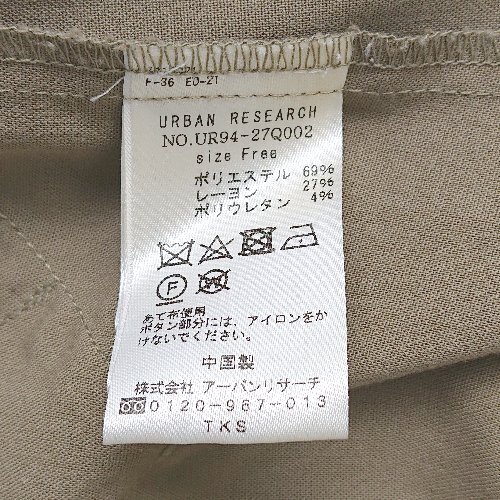 F-36 E0-21
URBAN RESEARCH
NO.UR94-27Q002
size Free
ポリエステル 69%
レーヨン 27%
ポリウレタン 4%
F
W
あて布使用
ボタン部分には、アイロンをか
けないでください。
中国製
株式会社 アーバンリサーチ
0120-987-013
TKS